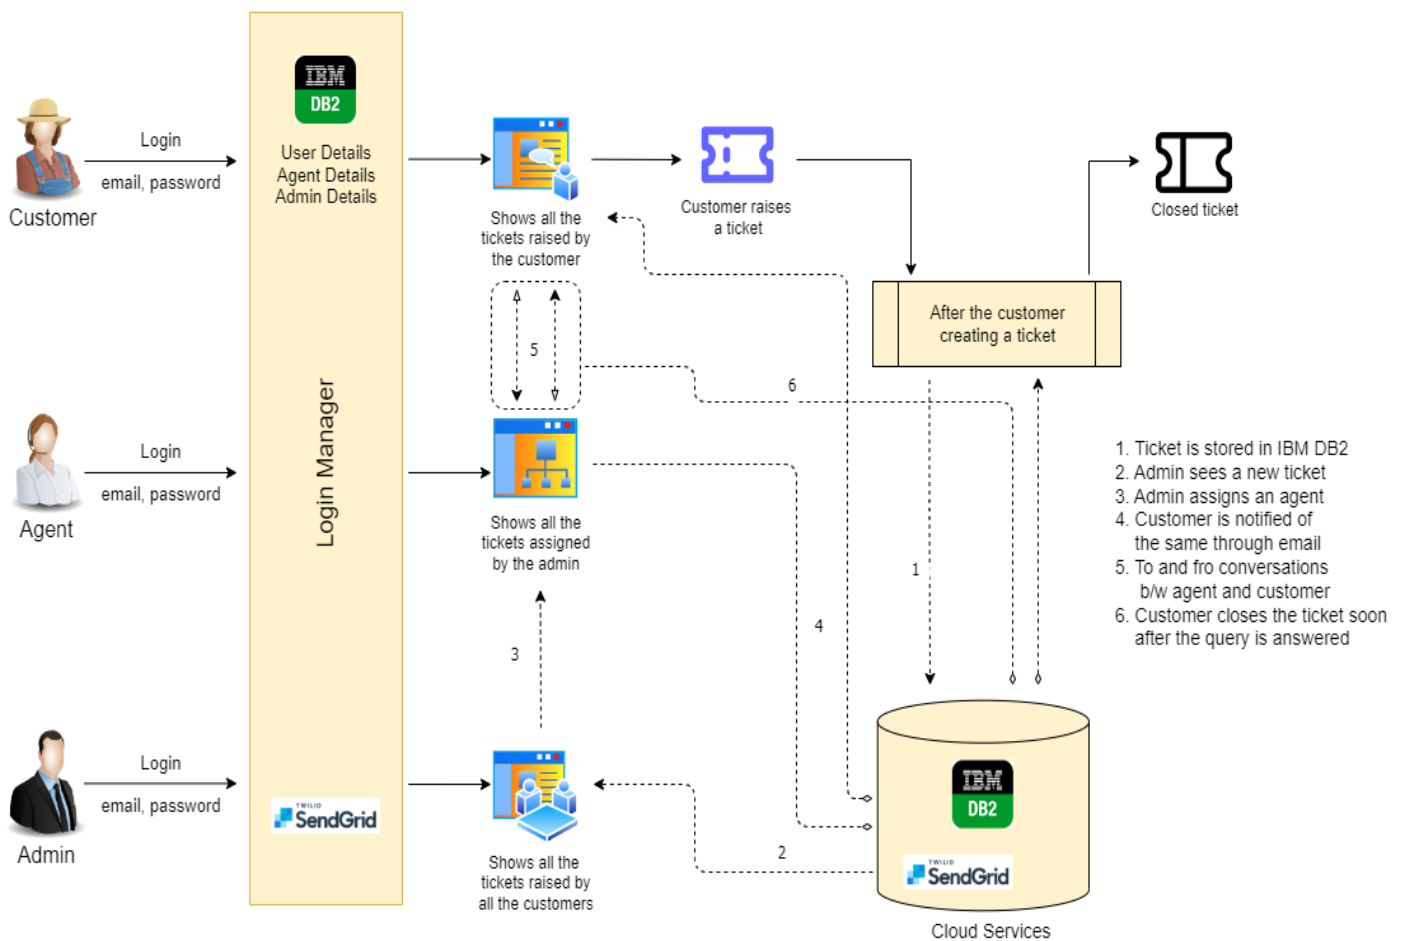 IBM
DB2
User Details
Agent Details
Admin Details
Login Manager
TWILIO
SendGrid
Login
email, password
Customer
Login
email, password
Agent
Login
email, password
Admin
Shows all the
tickets raised by
the customer
Customer raises
a ticket
Closed ticket
After the customer
creating a ticket
5
6
Shows all the
tickets assigned
by the admin
1
4
3
2
Shows all the
tickets raised by
all the customers
1. Ticket is stored in IBM DB2
2. Admin sees a new ticket
3. Admin assigns an agent
4. Customer is notified of
the same through email
5. To and fro conversations
b/w agent and customer
6. Customer closes the ticket soon
after the query is answered
IBM
DB2
TWILIO
SendGrid
Cloud Services